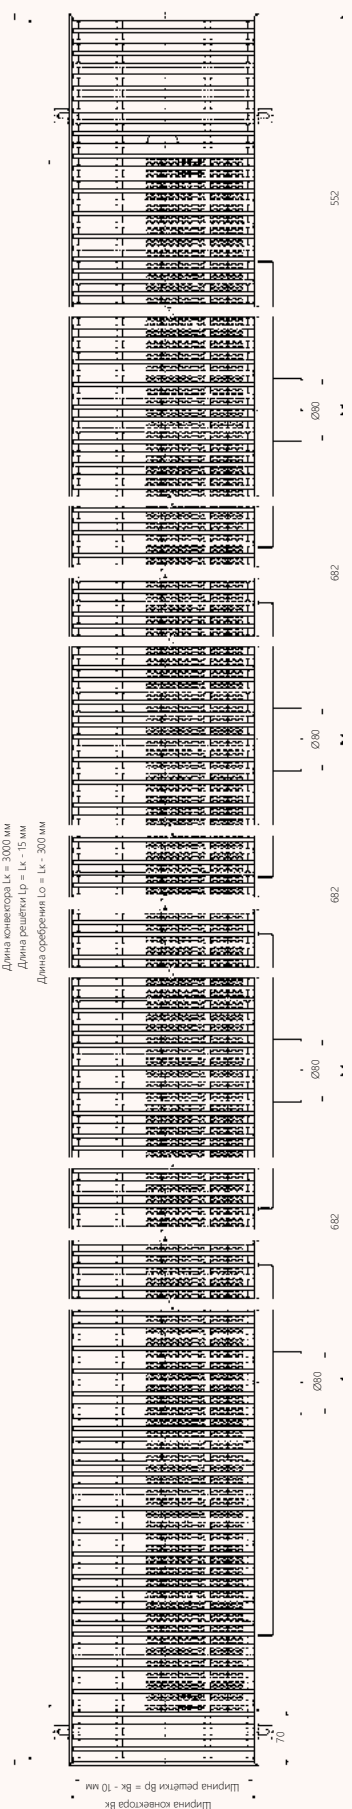 Длина конвектора Lк = 3000 мм
Длина решётки Lр = Lк - 15 мм
Длина оребрения Lо = Lк - 300 мм
552
Ø80
682
Ø80
682
Ø80
682
Ø80
70
Ширина решётки Вр = Вк - 10 мм
Ширина конвектора Вк